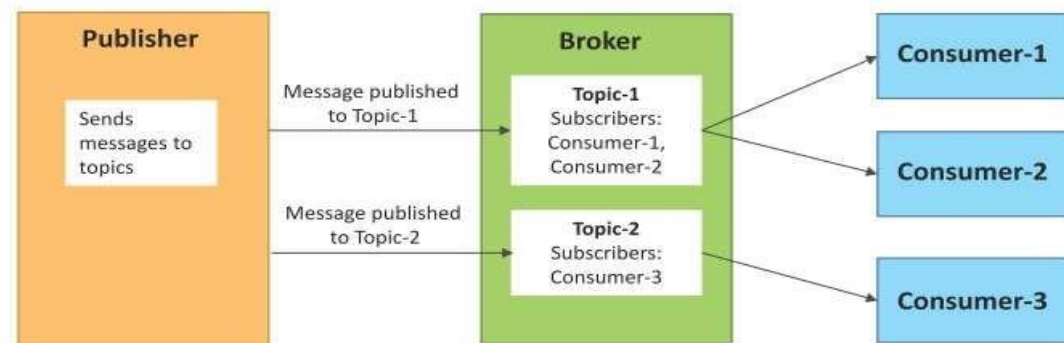 Publisher
Sends
messages to
topics
Message published
to Topic-1
Message published
to Topic-2
Broker
Topic-1
Subscribers:
Consumer-1,
Consumer-2
Topic-2
Subscribers:
Consumer-3
Consumer-1
Consumer-2
Consumer-3